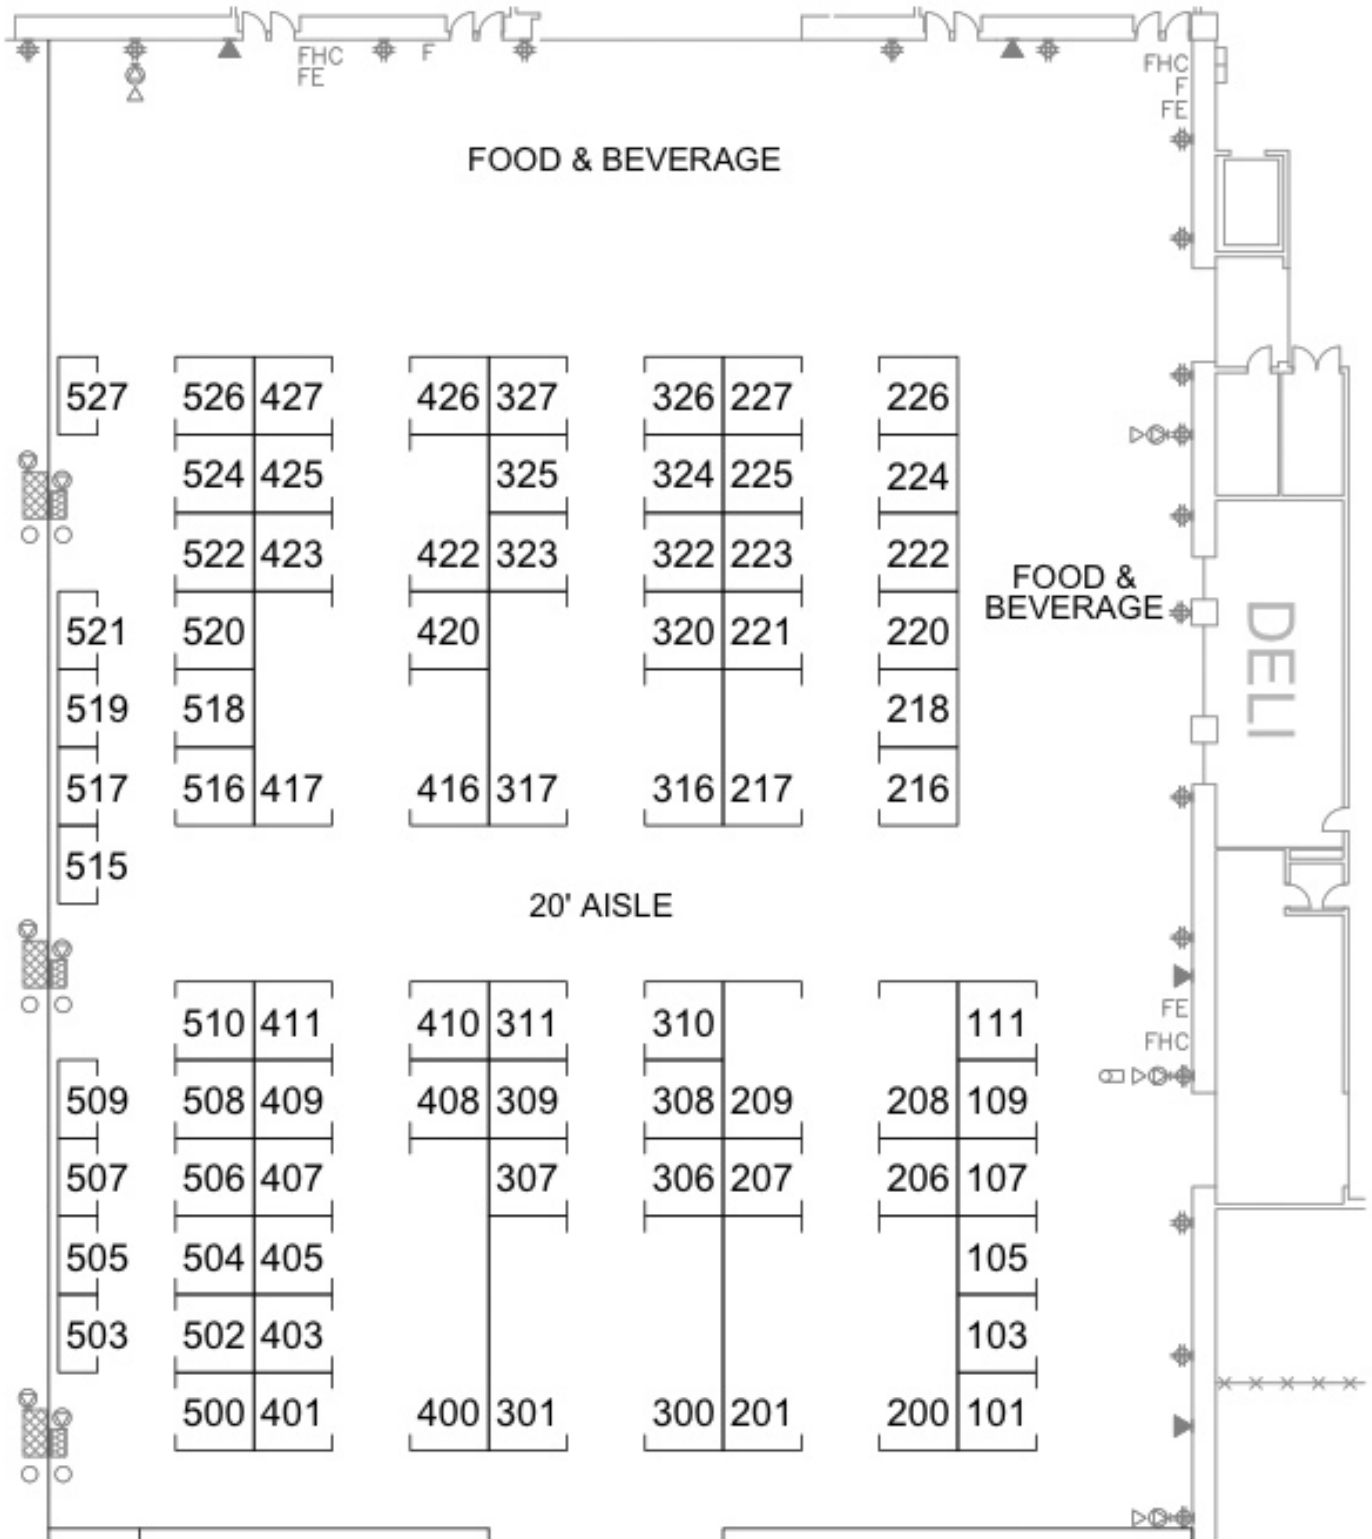 FHC
FE
F
FHC
F
FE
FOOD & BEVERAGE
527 526 427 426 327 326 227 226
524 425 325 324 225 224
522 423 422 323 322 223 222
FOOD &
BEVERAGE
521 520 420 320 221 220
DELI
519 518 218
517 516 417 416 317 316 217 216
515
20' AISLE
510 411 410 311 310 111
FE
FHC
509 508 409 408 309 308 209 208 109
507 506 407 307 306 207 206 107
505 504 405 105
503 502 403 103
500 401 400 301 300 201 200 101